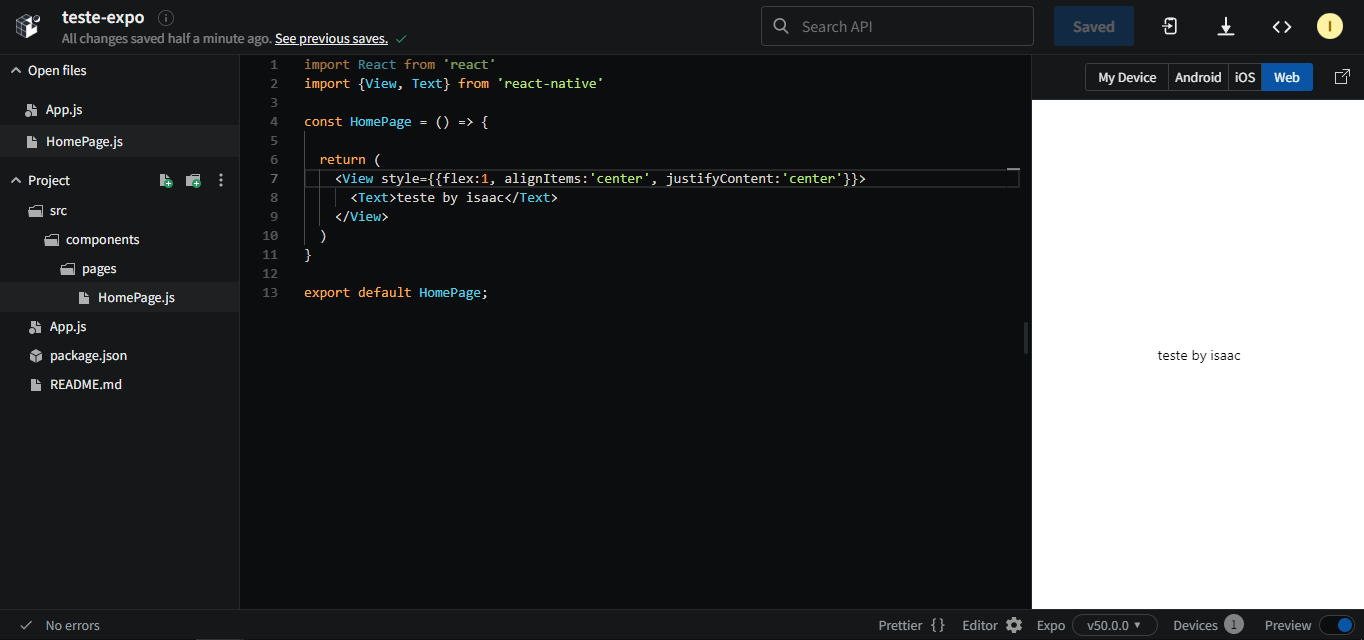 teste-expo
All changes saved half a minute ago. See previous saves.
Search API
Saved
I
Open files
App.js
HomePage.js
Project
src
components
pages
HomePage.js
App.js
package.json
README.md
1 import React from 'react'
2 import {View, Text} from 'react-native'
3
4 const HomePage = () => {
5
6 return (
7 <View style={{flex:1, alignItems:'center', justifyContent:'center'}}>
8 <Text>teste by isaac</Text>
9 </View>
10 )
11 }
12
13 export default HomePage;
My Device Android iOS Web
teste by isaac
No errors
Prettier {} Editor Expo v50.0.0 Devices 1 Preview